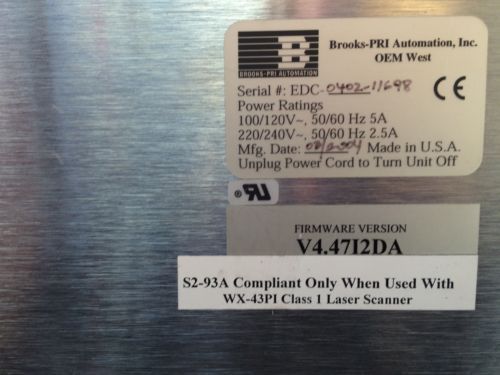 Brooks-PRI Automation, Inc.
OEM West
B
BROOKS-PRI AUTOMATION
Serial #: EDC-0402-11698
Power Ratings
100/120V~, 50/60 Hz 5A
220/240V~, 50/60 Hz 2.5A
Mfg. Date: Made in U.S.A.
Unplug Power Cord to Turn Unit Off
CE
RU ®
FIRMWARE VERSION
V4.47I2DA
S2-93A Compliant Only When Used With
WX-43PI Class 1 Laser Scanner